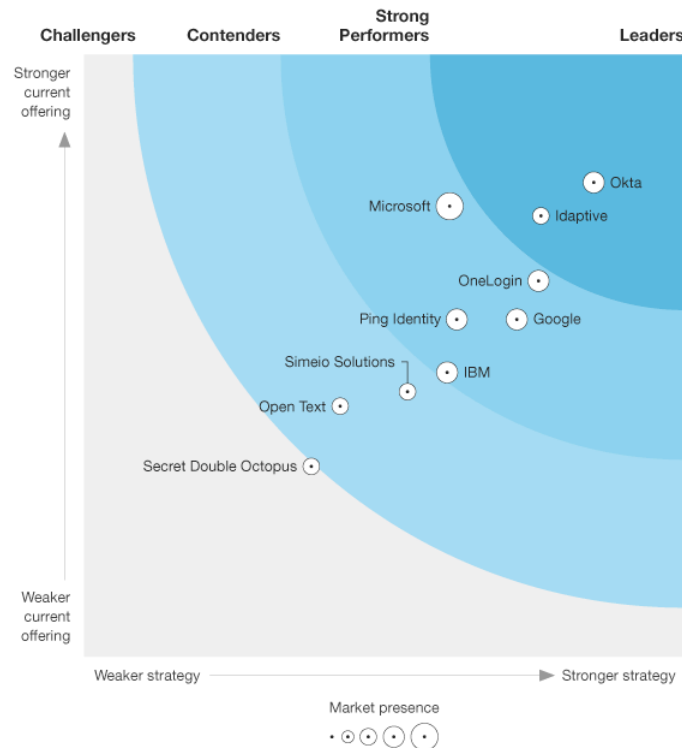 Challengers
Contenders
Strong
Performers
Leaders
Stronger
current
offering
Okta
Microsoft
Idaptive
OneLogin
Ping Identity
Google
Simeio Solutions
IBM
Open Text
Secret Double Octopus
Weaker
current
offering
Weaker strategy
Stronger strategy
Market presence